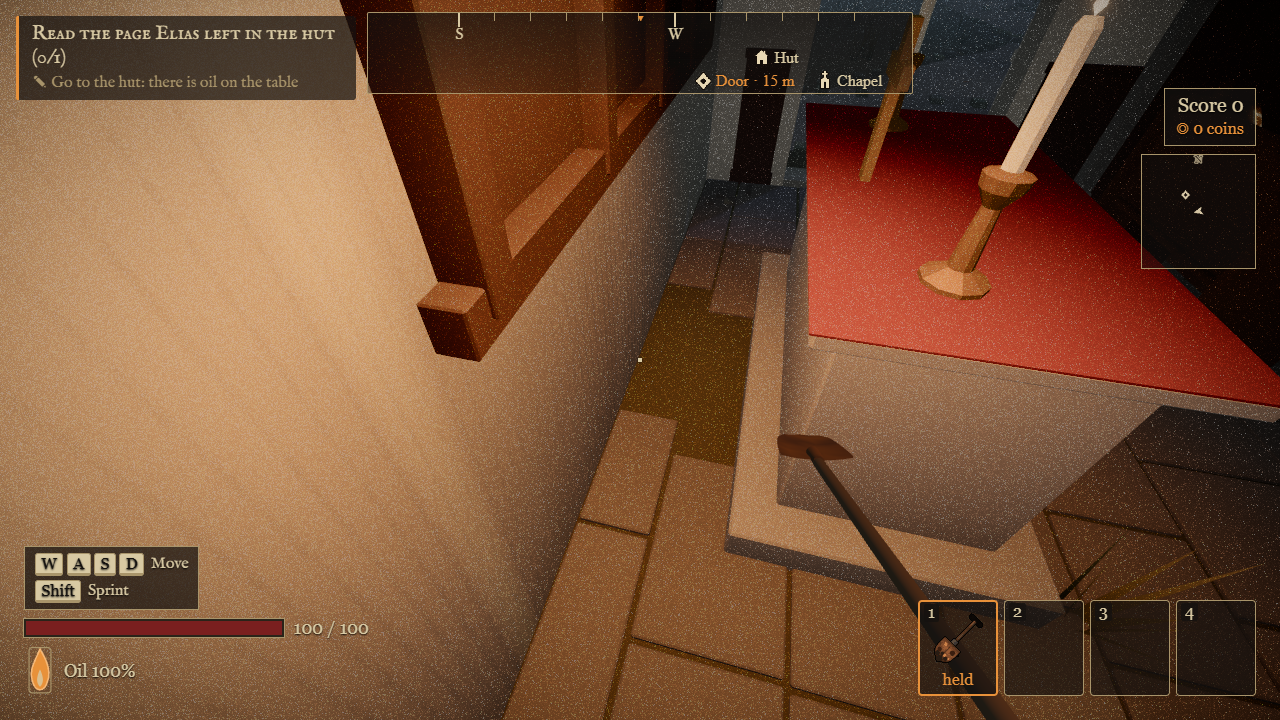 Read the page Elias left in the hut
(0/1)
Go to the hut: there is oil on the table
S W
Hut
Door · 15 m Chapel
Score 0
0 coins
W A S D Move
Shift Sprint
100 / 100
Oil 100%
1 2 3 4
held